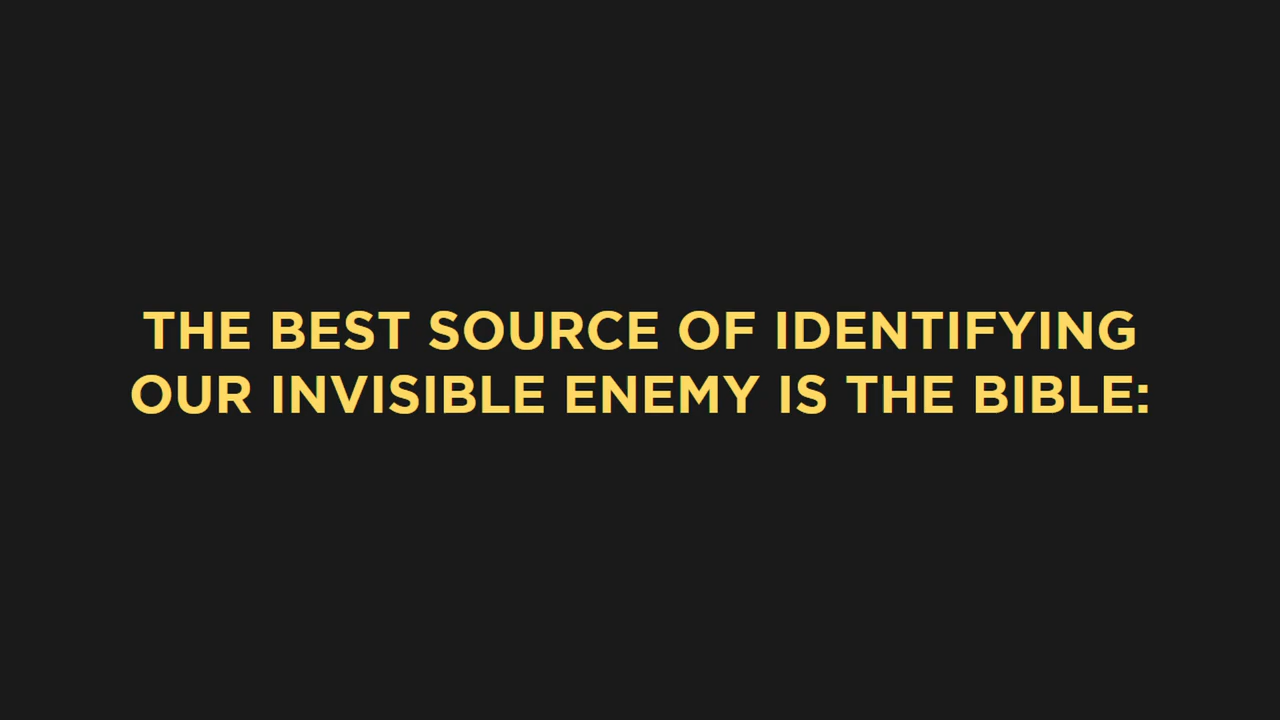 THE BEST SOURCE OF IDENTIFYING
OUR INVISIBLE ENEMY IS THE BIBLE: